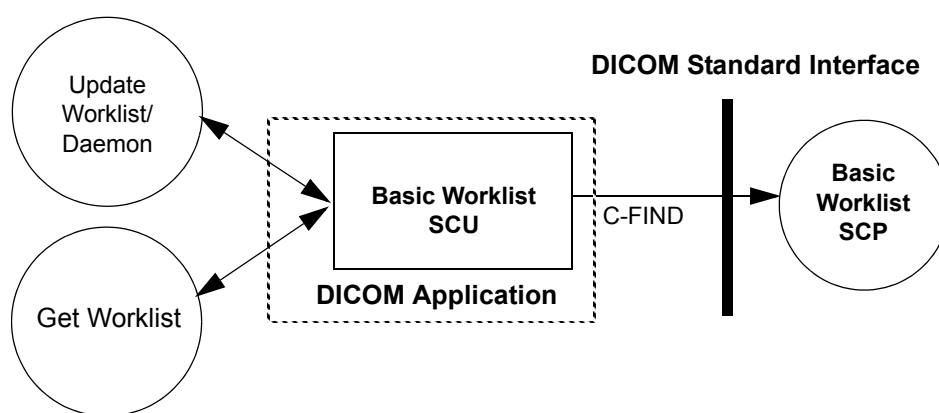 Update
Worklist/
Daemon
DICOM Standard Interface
Basic Worklist
SCU
C-FIND
Basic
Worklist
SCP
DICOM Application
Get Worklist